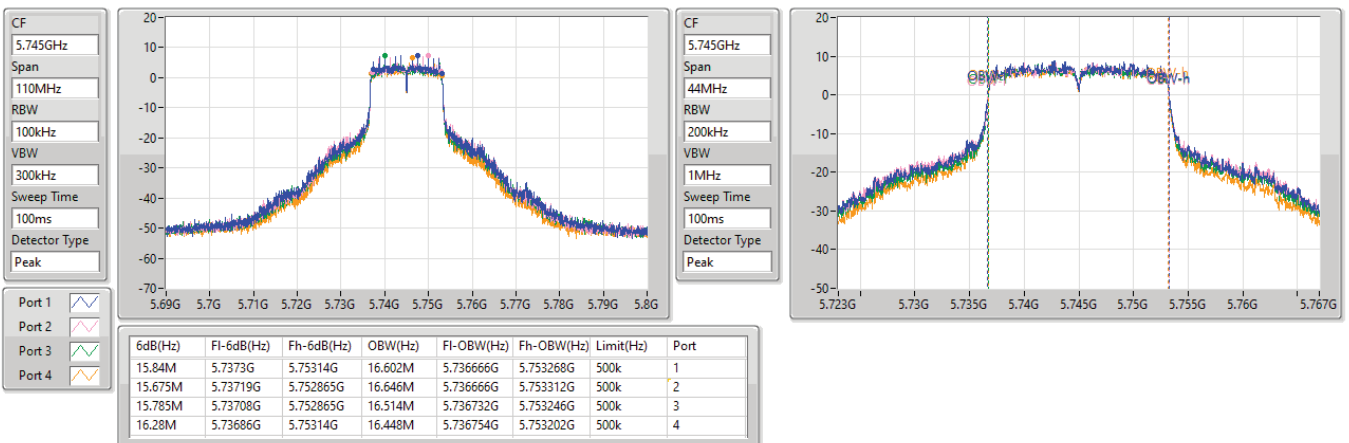 CF
5.745GHz
Span
110MHz
RBW
100kHz
VBW
300kHz
Sweep Time
100ms
Detector Type
Peak
20
10
0
-10
-20
-30
-40
-50
-60
-70
5.69G 5.7G 5.71G 5.72G 5.73G 5.74G 5.75G 5.76G 5.77G 5.78G 5.79G 5.8G
CF
5.745GHz
Span
44MHz
RBW
200kHz
VBW
1MHz
Sweep Time
100ms
Detector Type
Peak
20
10
0
-10
-20
-30
-40
-50
OBW-h
5.723G 5.73G 5.735G 5.74G 5.745G 5.75G 5.755G 5.76G 5.767G
Port 1
Port 2
Port 3
Port 4
6dB(Hz) Fl-6dB(Hz) Fh-6dB(Hz) OBW(Hz) Fl-OBW(Hz) Fh-OBW(Hz) Limit(Hz) Port
15.84M 5.7373G 5.75314G 16.602M 5.736666G 5.753268G 500k 1
15.675M 5.73719G 5.752865G 16.646M 5.736666G 5.753312G 500k 2
15.785M 5.73708G 5.752865G 16.514M 5.736732G 5.753246G 500k 3
16.28M 5.73686G 5.75314G 16.448M 5.736754G 5.753202G 500k 4